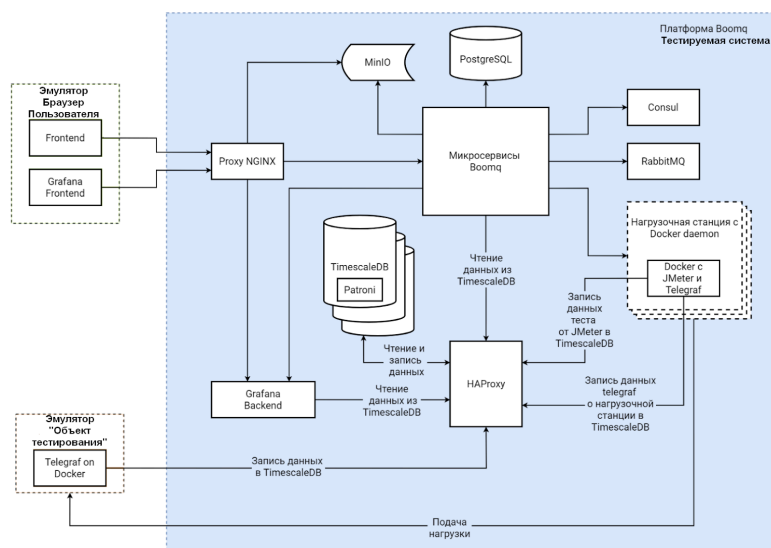 Платформа Boomq
Тестируемая система
MinIO
PostgreSQL
Эмулятор
Браузер
Пользователя
Frontend
Grafana
Frontend
Proxy NGINX
Микросервисы
Boomq
Consul
RabbitMQ
Нагрузочная станция с
Docker daemon
Docker с
JMeter и
Telegraf
TimescaleDB
Patroni
Чтение
данных из
TimescaleDB
Запись
данных
теста
от JMeter в
TimescaleDB
Чтение и
запись
данных
HAProxy
Grafana
Backend
Чтение
данных из
TimescaleDB
Запись данных
telegraf
о нагрузочной
станции в
TimescaleDB
Эмулятор
"Объект
тестирования"
Telegraf on
Docker
Запись данных
в TimescaleDB
Подача
нагрузки